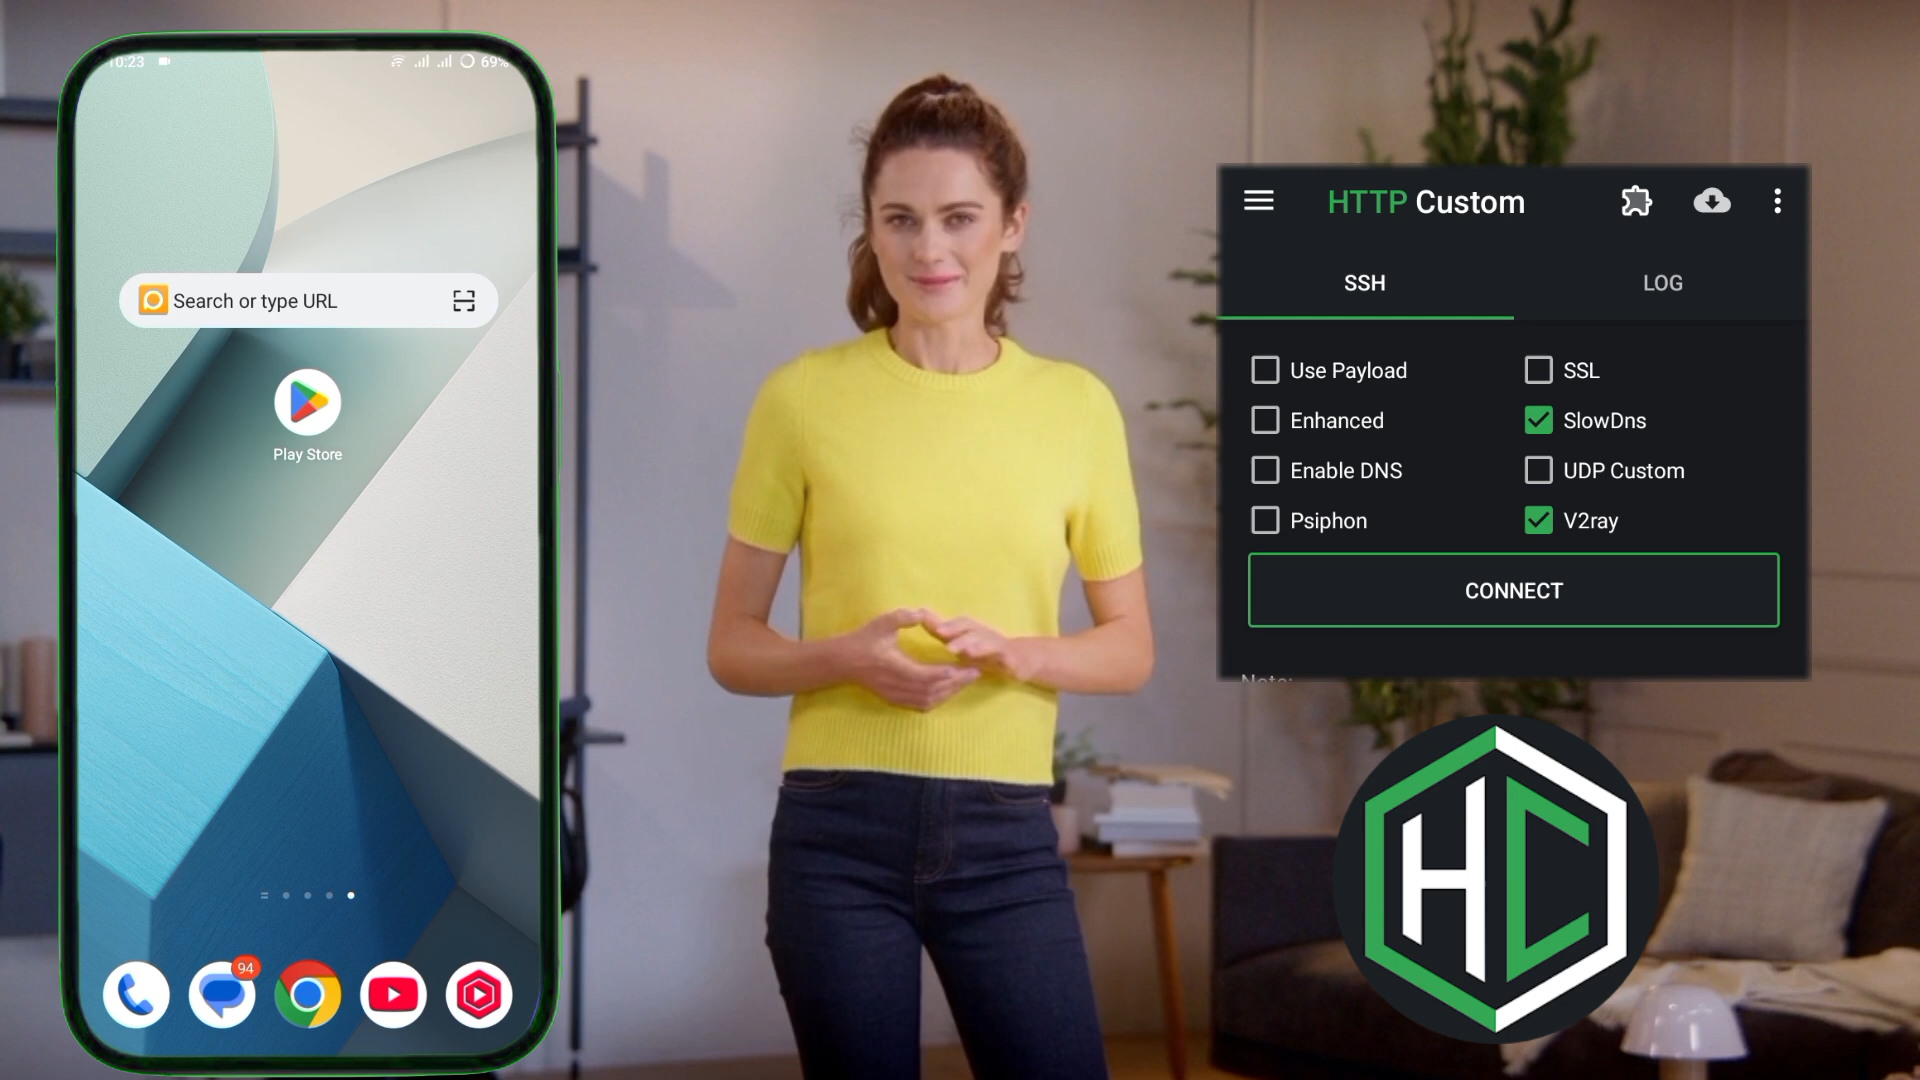 10:23
69%
Search or type URL
Play Store
94
HTTP Custom
SSH LOG
Use Payload SSL
Enhanced SlowDns
Enable DNS UDP Custom
Psiphon V2ray
CONNECT
Note:
HC